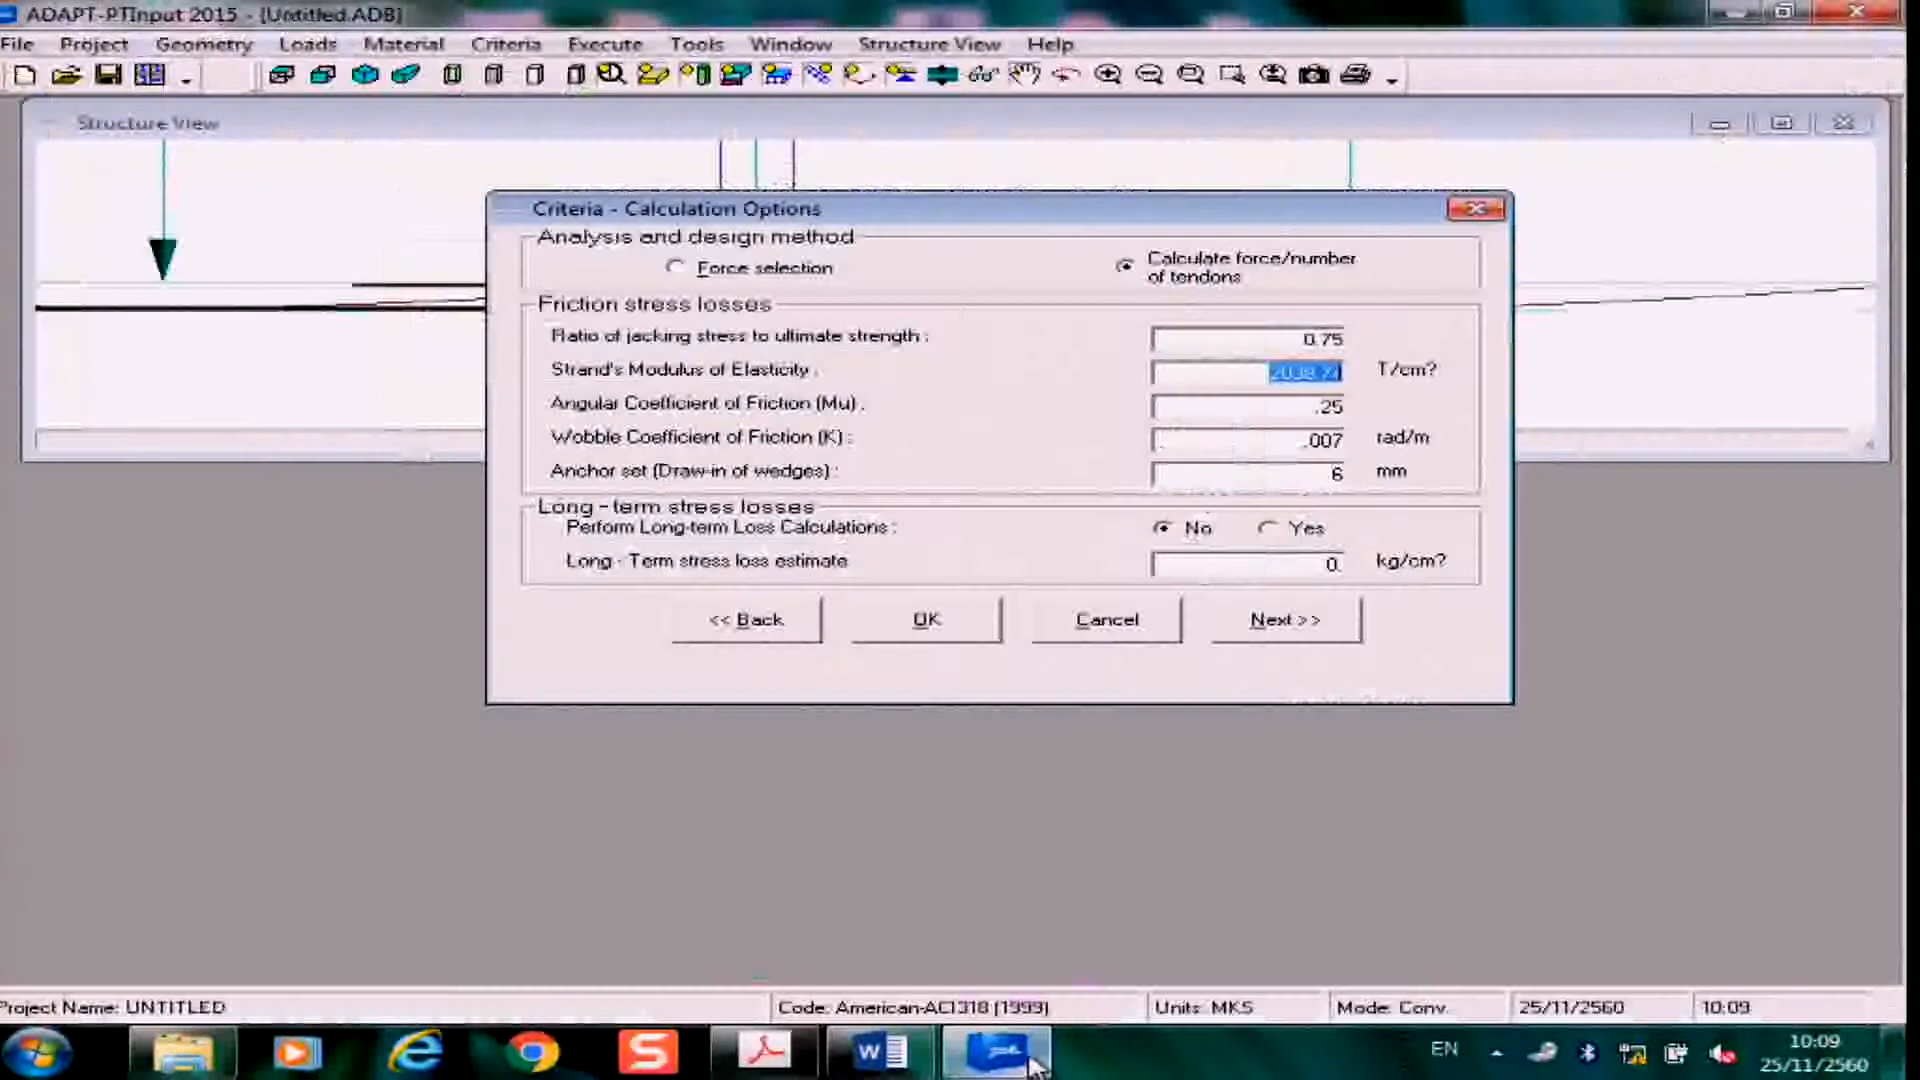 ADAPT-PTInput 2015 - [Untitled.ADB]
File Project Geometry Loads Material Criteria Execute Tools Window Structure View Help
Structure View
Criteria - Calculation Options
Analysis and design method
Force selection
Calculate force/number
of tendons
Friction stress losses
Ratio of jacking stress to ultimate strength :
0.75
Strand's Modulus of Elasticity :
T/cm?
Angular Coefficient of Friction (Mu) :
.25
Wobble Coefficient of Friction (K) :
.007
rad/m
Anchor set (Draw-in of wedges) :
6
mm
Long - term stress losses
Perform Long-term Loss Calculations :
No
Yes
Long - Term stress loss estimate
0.
kg/cm?
<< Back
OK
Cancel
Next >>
Project Name: UNTITLED
Code: American-ACI318 (1999)
Units: MKS
Mode: Conv.
25/11/2560
10:09
EN
10:09
25/11/2560